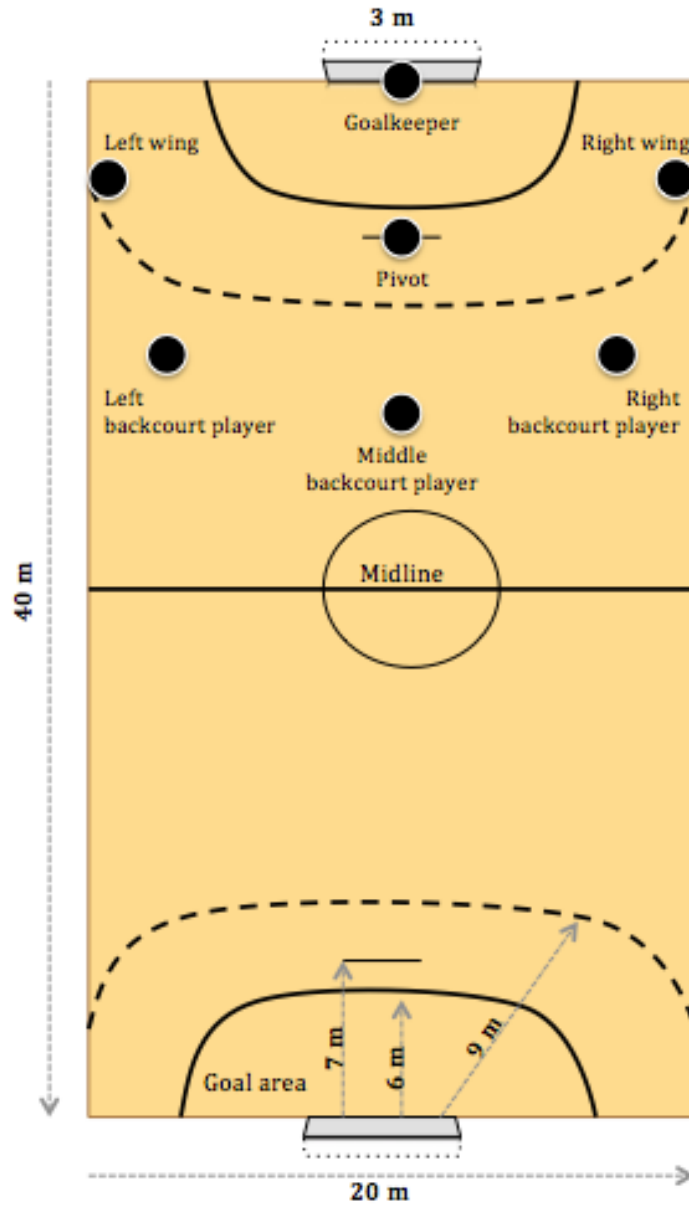 3 m
Goalkeeper
Left wing
Right wing
Pivot
Left
backcourt player
Right
backcourt player
Middle
backcourt player
Midline
40 m
7 m
6 m
9 m
Goal area
20 m